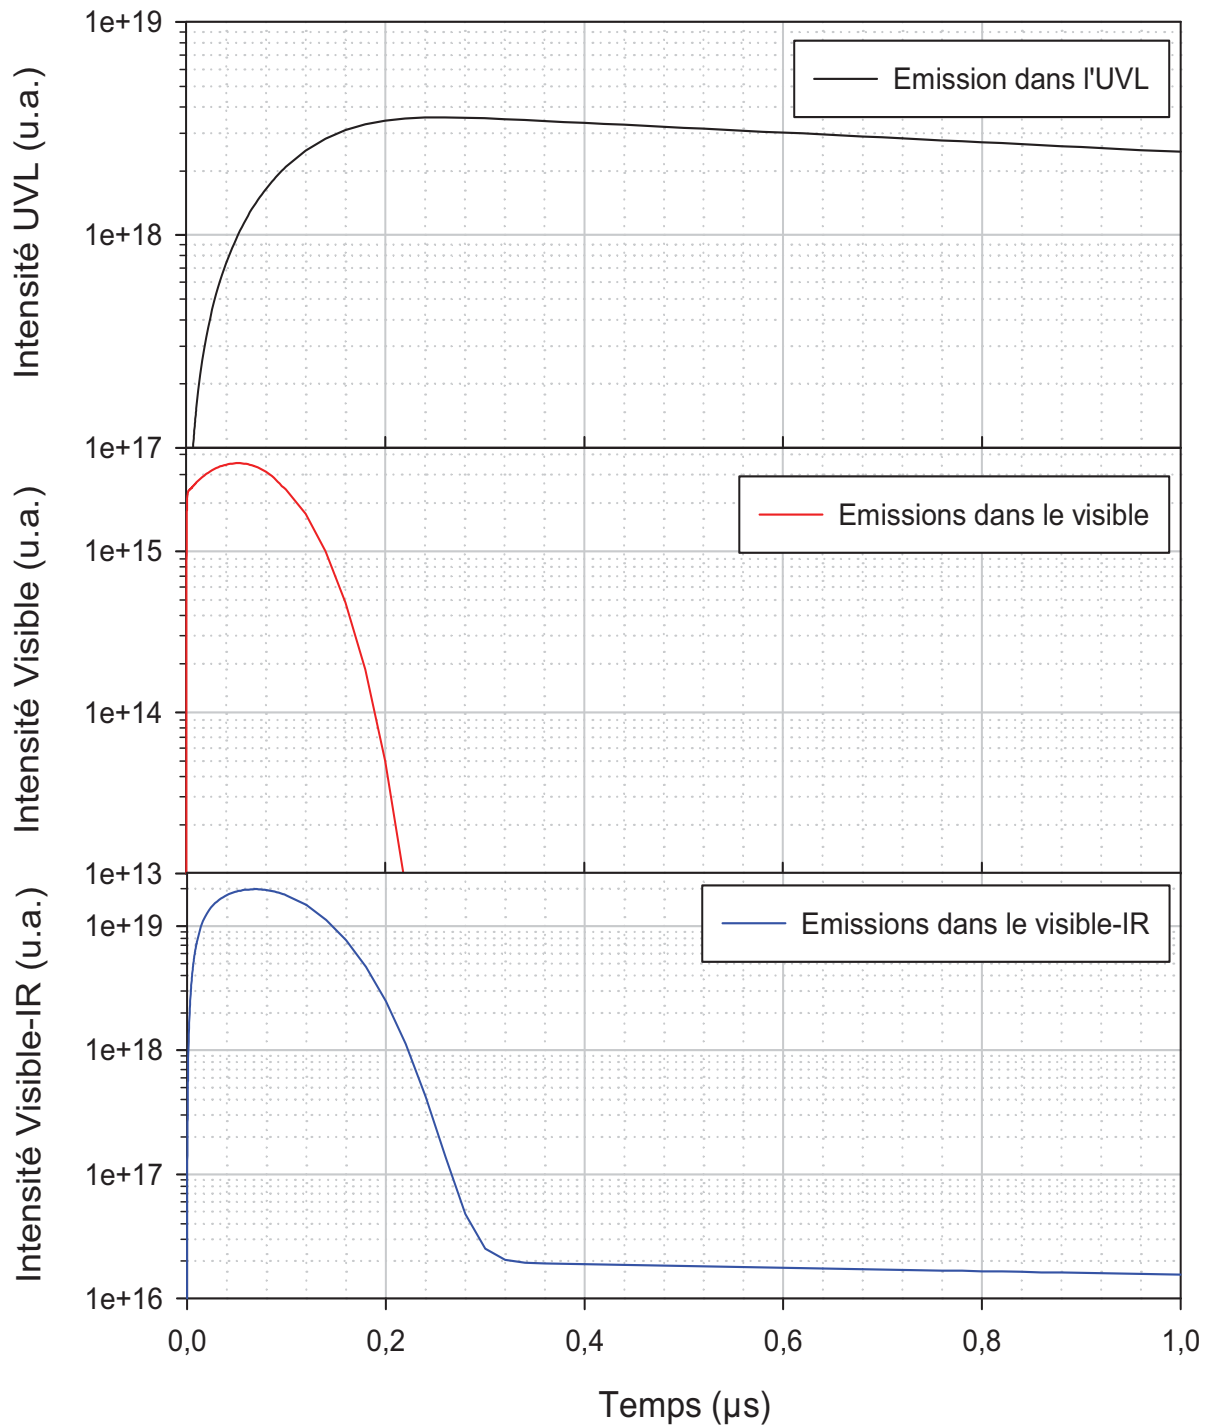 1e+19
Emission dans l'UVL
Intensité UVL (u.a.)
1e+18
1e+17
Emissions dans le visible
Intensité Visible (u.a.)
1e+15
1e+14
1e+13
Emissions dans le visible-IR
Intensité Visible-IR (u.a.)
1e+19
1e+18
1e+17
1e+16
0,0 0,2 0,4 0,6 0,8 1,0
Temps (µs)